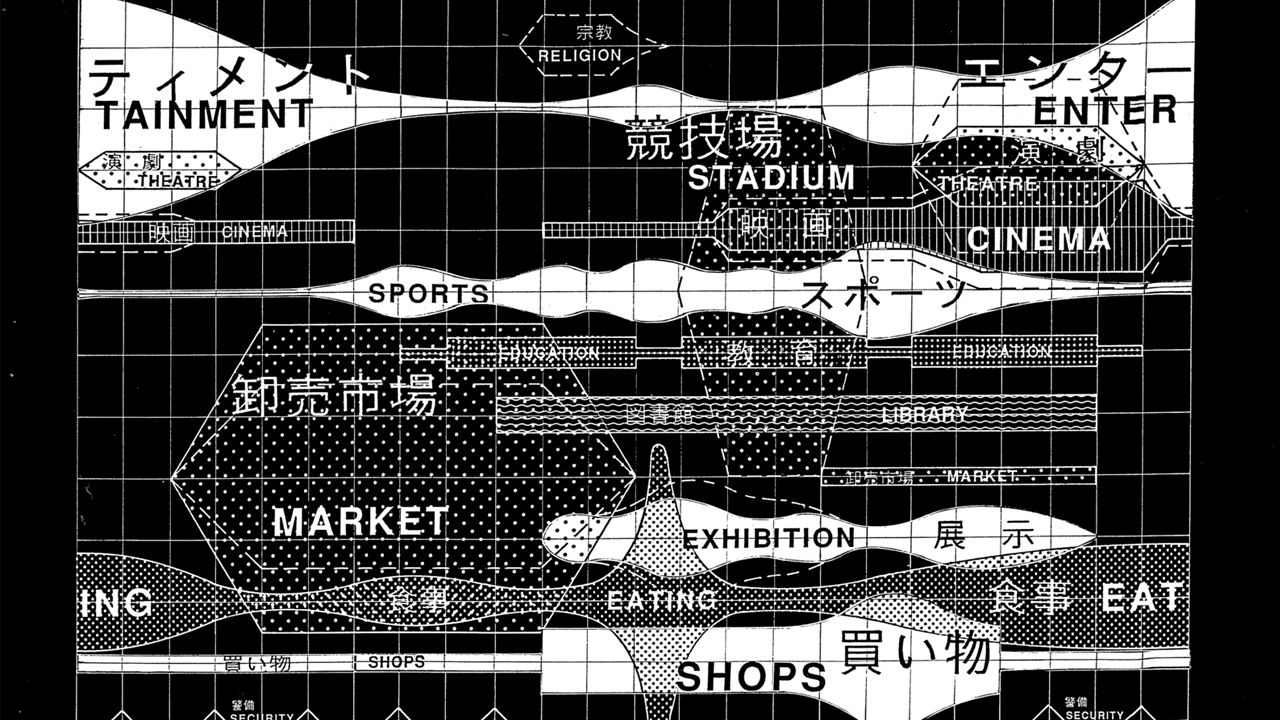 宗教
RELIGION
ティメント
TAINMENT
エンター
ENTER
競技場
STADIUM
演劇
THEATRE
演劇
THEATRE
映画 CINEMA
映画
CINEMA
SPORTS
スポーツ
EDUCATION
教育
EDUCATION
卸売市場
MARKET
図書館
LIBRARY
卸売市場 MARKET
EXHIBITION
展示
ING
食事
EATING
食事
EAT
買い物
SHOPS
SHOPS
買い物
警備
SECURITY
警備
SECURITY